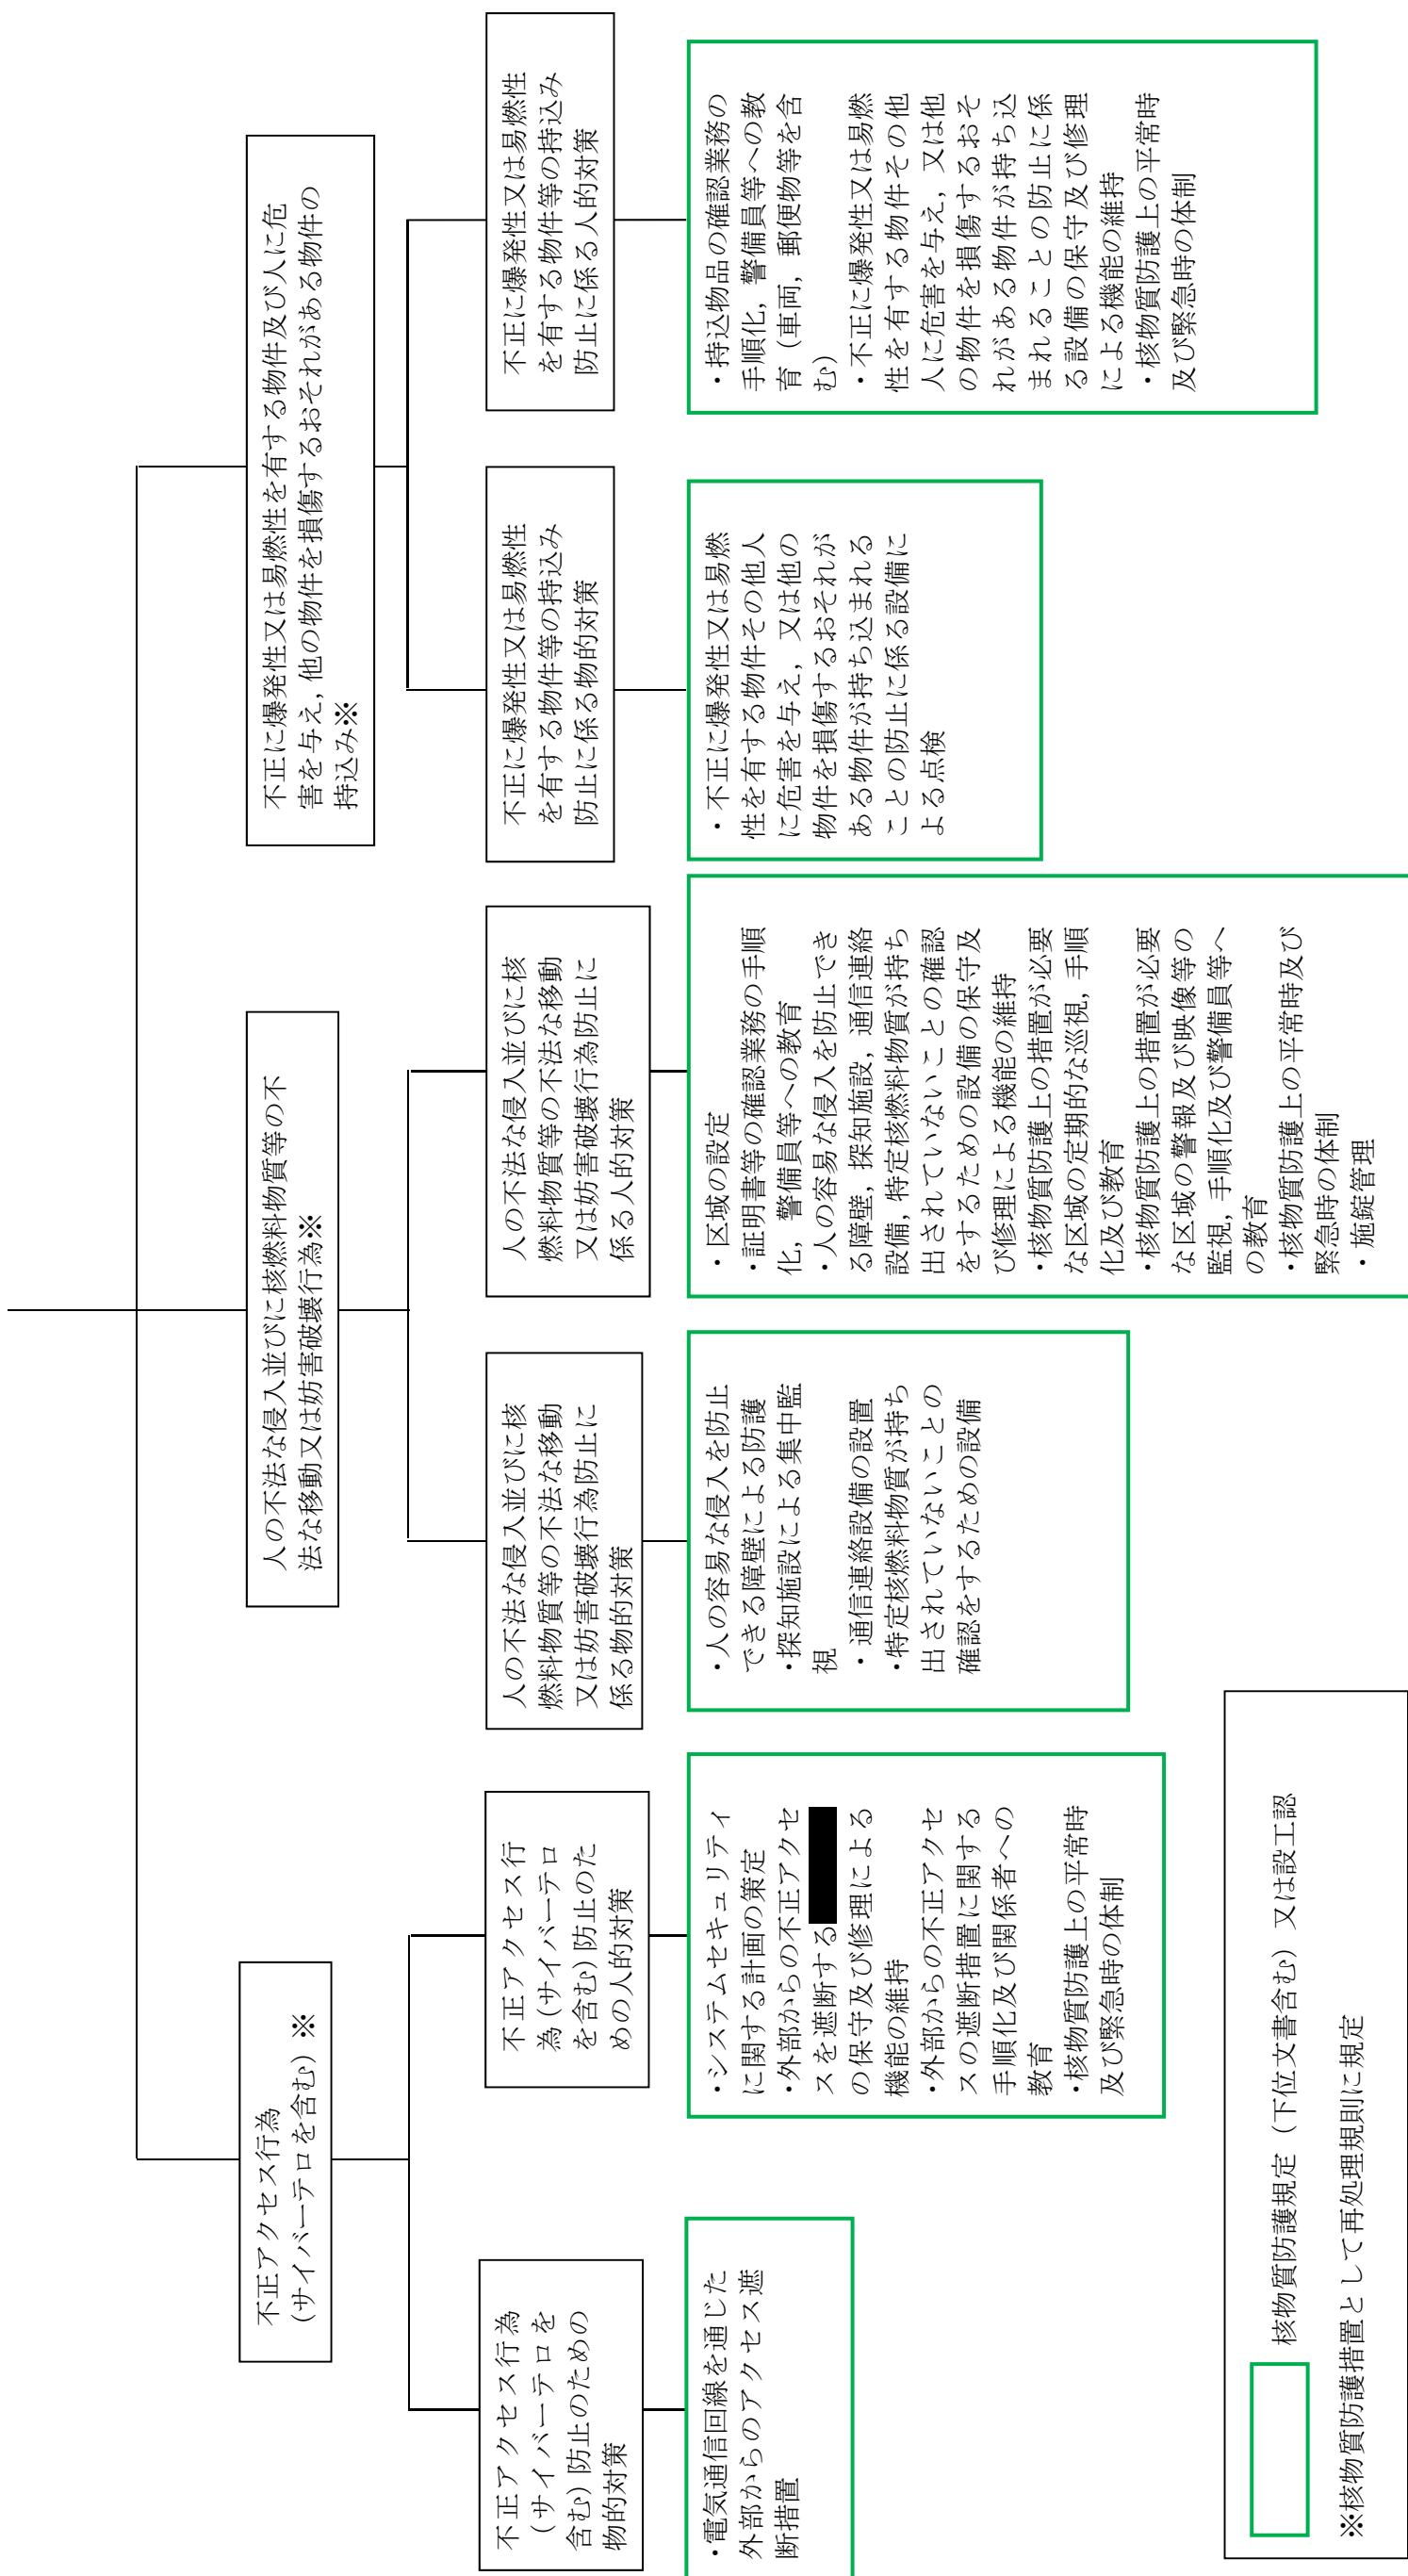 不正アクセス行為
(サイバーテロを含む) ※
人の不法な侵入並びに核燃料物質等の不
法な移動又は妨害破壊行為※
不正に爆発性又は易燃性を有する物件及び人に危
害を与え, 他の物件を損傷するおそれがある物件の
持込み※
不正アクセス行為
(サイバーテロを
含む) 防止のための
物的対策
不正アクセス行
為 (サイバーテロ
を含む) 防止のた
めの人的対策
人の不法な侵入並びに核
燃料物質等の不法な移動
又は妨害破壊行為防止に
係る物的対策
人の不法な侵入並びに核
燃料物質等の不法な移動
又は妨害破壊行為防止に
係る人的対策
不正に爆発性又は易燃性
を有する物件等の持込み
防止に係る物的対策
不正に爆発性又は易燃性
を有する物件等の持込み
防止に係る人的対策
・電気通信回線を通じた
外部からのアクセス遮
断措置
・システムセキュリティ
に関する計画の策定
・外部からの不正アクセ
スを遮断する
の保守及び修理による
機能の維持
・外部からの不正アクセ
スの遮断措置に関する
手順化及び関係者への
教育
・核物質防護上の平常時
及び緊急時の体制
・人の容易な侵入を防止
できる障壁による防護
・探知施設による集中監
視
・通信連絡設備の設置
・特定核燃料物質が持ち
出されていないことの
確認をするための設備
・区域の設定
・証明書等の確認業務の手順
化, 警備員等への教育
・人の容易な侵入を防止でき
る障壁, 探知施設, 通信連絡
設備, 特定核燃料物質が持ち
出されていないことの確認
をするための設備の保守及
び修理による機能の維持
・核物質防護上の措置が必要
な区域の定期的な巡視, 手順
化及び教育
・核物質防護上の措置が必要
な区域の警報及び映像等の
監視, 手順化及び警備員等へ
の教育
・核物質防護上の平常時及び
緊急時の体制
・施錠管理
・不正に爆発性又は易燃
性を有する物件その他人
に危害を与え, 又は他の
物件を損傷するおそれが
ある物件が持ち込まれる
ことの防止に係る設備に
よる点検
・持込物品の確認業務の
手順化, 警備員等への教
育 (車両, 郵便物等を含
む)
・不正に爆発性又は易燃
性を有する物件その他
人に危害を与え, 又は他
の物件を損傷するおそ
れがある物件が持ち込
まれることの防止に係
る設備の保守及び修理
による機能の維持
・核物質防護上の平常時
及び緊急時の体制
核物質防護規定 (下位文書含む) 又は設工認
※核物質防護措置として再処理規則に規定